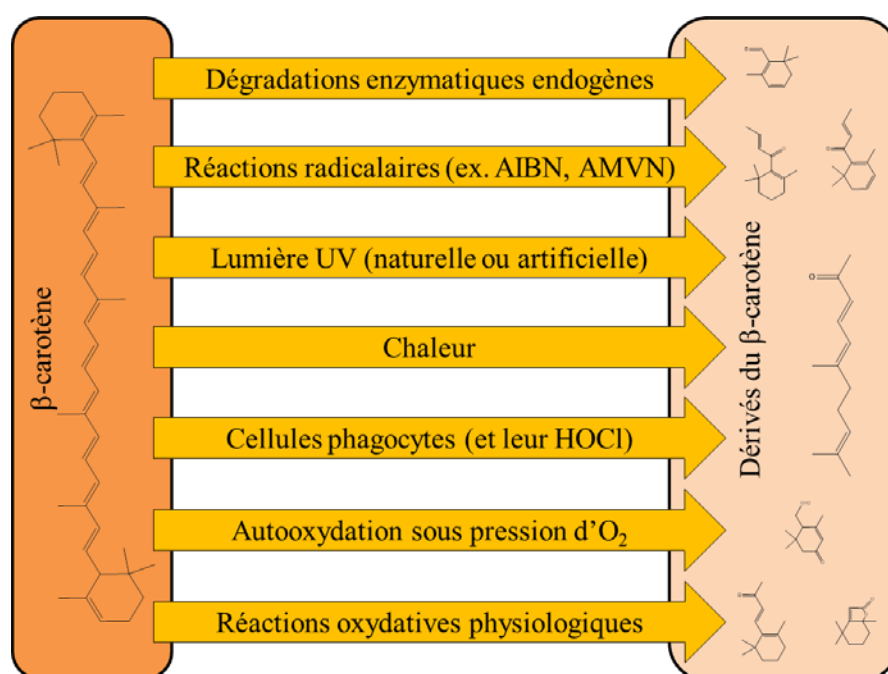 β-carotène
Dégradations enzymatiques endogènes
Réactions radicalaires (ex. AIBN, AMVN)
Lumière UV (naturelle ou artificielle)
Chaleur
Cellules phagocytes (et leur HOCl)
Autooxydation sous pression d’O₂
Réactions oxydatives physiologiques
Dérivés du β-carotène